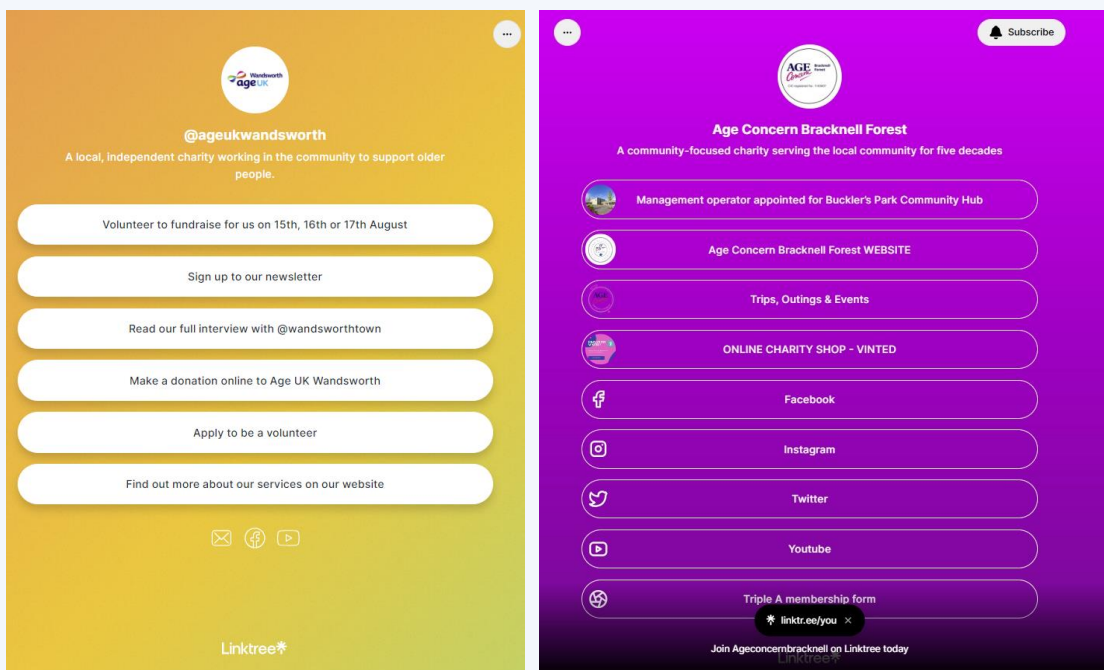 Wandsworth
ageUK
@ageukwandsworth
A local, independent charity working in the community to support older
people.
Volunteer to fundraise for us on 15th, 16th or 17th August
Sign up to our newsletter
Read our full interview with @wandsworthtown
Make a donation online to Age UK Wandsworth
Apply to be a volunteer
Find out more about our services on our website
Linktree
Subscribe
AGE
Concern
Bracknell
Forest
Age Concern Bracknell Forest
A community-focused charity serving the local community for five decades
Management operator appointed for Buckler's Park Community Hub
Age Concern Bracknell Forest WEBSITE
Trips, Outings & Events
ONLINE CHARITY SHOP - VINTED
Facebook
Instagram
Twitter
Youtube
Triple A membership form
linktr.ee/you
Join Ageconcernbracknell on Linktree today
Linktree